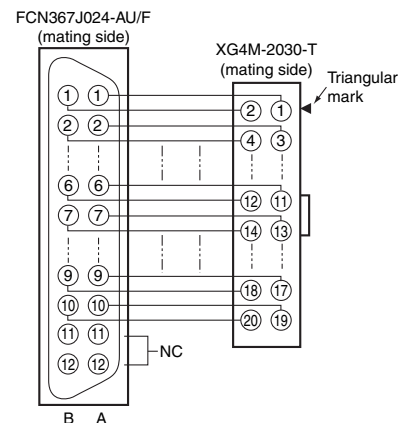 FCN367J024-AU/F
(mating side)
XG4M-2030-T
(mating side)
Triangular
mark
1 1
2 1
2 2
4 3
6 6
12 11
7 7
14 13
9 9
18 17
10 10
20 19
11 11
NC
12 12
B A